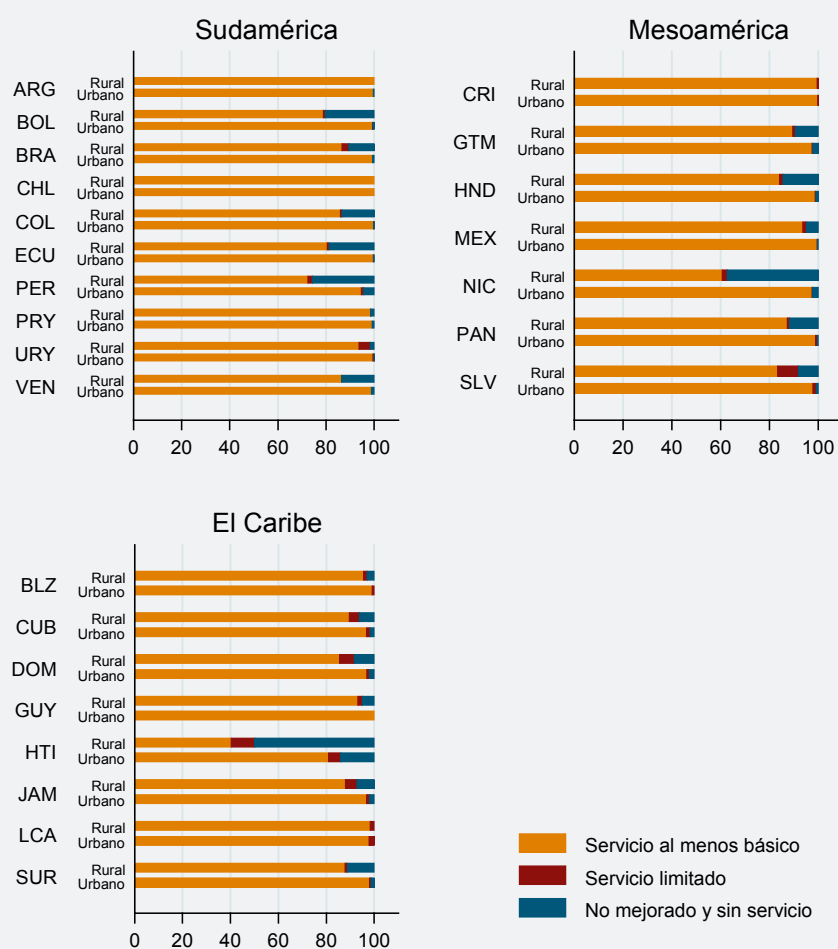 Sudamérica
ARG Rural
Urbano
BOL Rural
Urbano
BRA Rural
Urbano
CHL Rural
Urbano
COL Rural
Urbano
ECU Rural
Urbano
PER Rural
Urbano
PRY Rural
Urbano
URY Rural
Urbano
VEN Rural
Urbano
0 20 40 60 80 100
Mesoamérica
CRI Rural
Urbano
GTM Rural
Urbano
HND Rural
Urbano
MEX Rural
Urbano
NIC Rural
Urbano
PAN Rural
Urbano
SLV Rural
Urbano
0 20 40 60 80 100
El Caribe
BLZ Rural
Urbano
CUB Rural
Urbano
DOM Rural
Urbano
GUY Rural
Urbano
HTI Rural
Urbano
JAM Rural
Urbano
LCA Rural
Urbano
SUR Rural
Urbano
0 20 40 60 80 100
Servicio al menos básico
Servicio limitado
No mejorado y sin servicio